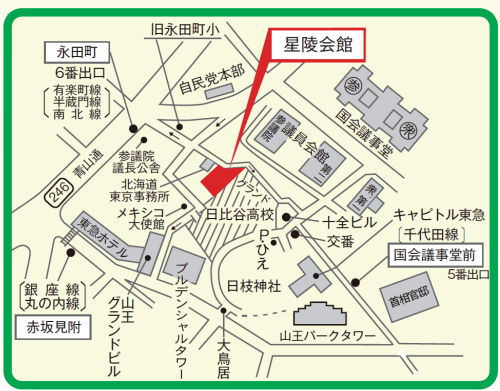 旧永田町小
星陵会館
永田町
6番出口
有楽町線
半蔵門線
南北線
自民党本部
参
衆
国会議事堂
参議院
議員会館
参
第二
衆
第一
参議院
議長公舎
青山通
246
北海道
東京事務所
グランド
メキシコ
大使館
日比谷高校
十全ビル
交番
キャピトル東急
〔千代田線〕
国会議事堂前
5番出口
東急ホテル
Pひえ
日枝神社
首相官邸
銀座線
丸の内線
赤坂見附
山王
グランドビル
プルデンシャルタワー
大鳥居
山王パークタワー